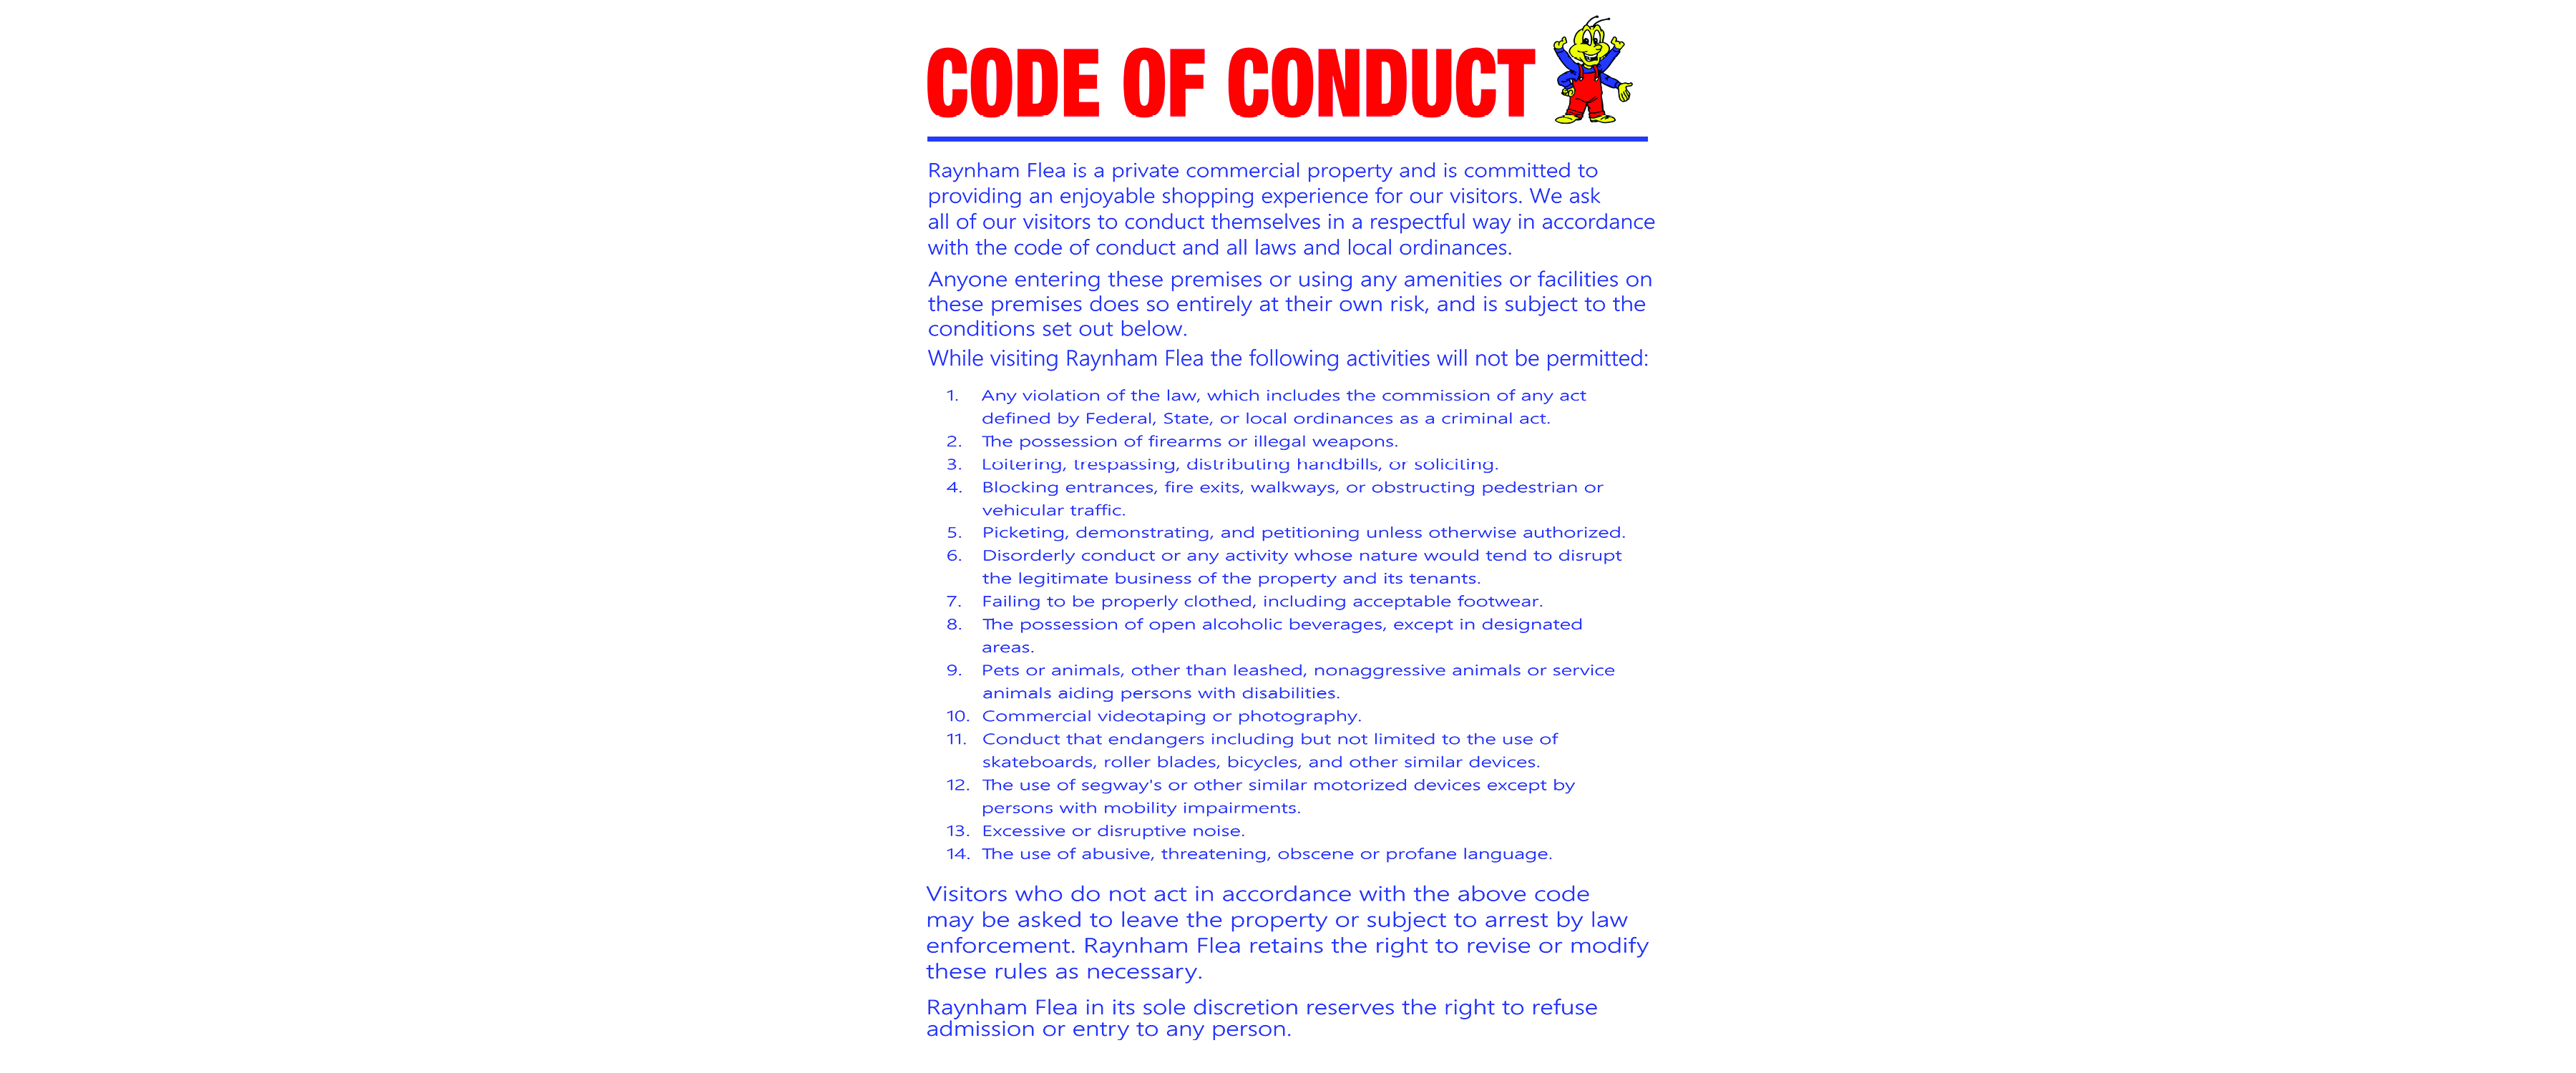 CODE OF CONDUCT
Raynham Flea is a private commercial property and is committed to
providing an enjoyable shopping experience for our visitors. We ask
all of our visitors to conduct themselves in a respectful way in accordance
with the code of conduct and all laws and local ordinances.
Anyone entering these premises or using any amenities or facilities on
these premises does so entirely at their own risk, and is subject to the
conditions set out below.
While visiting Raynham Flea the following activities will not be permitted:
1. Any violation of the law, which includes the commission of any act
defined by Federal, State, or local ordinances as a criminal act.
2. The possession of firearms or illegal weapons.
3. Loitering, trespassing, distributing handbills, or soliciting.
4. Blocking entrances, fire exits, walkways, or obstructing pedestrian or
vehicular traffic.
5. Picketing, demonstrating, and petitioning unless otherwise authorized.
6. Disorderly conduct or any activity whose nature would tend to disrupt
the legitimate business of the property and its tenants.
7. Failing to be properly clothed, including acceptable footwear.
8. The possession of open alcoholic beverages, except in designated
areas.
9. Pets or animals, other than leashed, nonaggressive animals or service
animals aiding persons with disabilities.
10. Commercial videotaping or photography.
11. Conduct that endangers including but not limited to the use of
skateboards, roller blades, bicycles, and other similar devices.
12. The use of segway's or other similar motorized devices except by
persons with mobility impairments.
13. Excessive or disruptive noise.
14. The use of abusive, threatening, obscene or profane language.
Visitors who do not act in accordance with the above code
may be asked to leave the property or subject to arrest by law
enforcement. Raynham Flea retains the right to revise or modify
these rules as necessary.
Raynham Flea in its sole discretion reserves the right to refuse
admission or entry to any person.